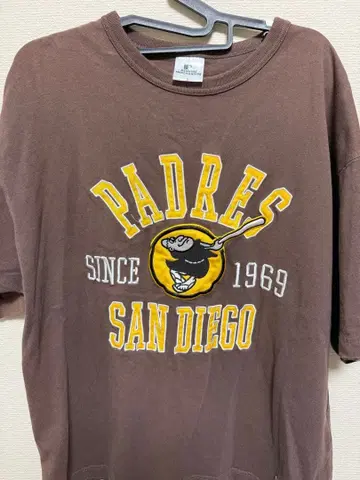 PADRES
SINCE 1969
SAN DIEGO